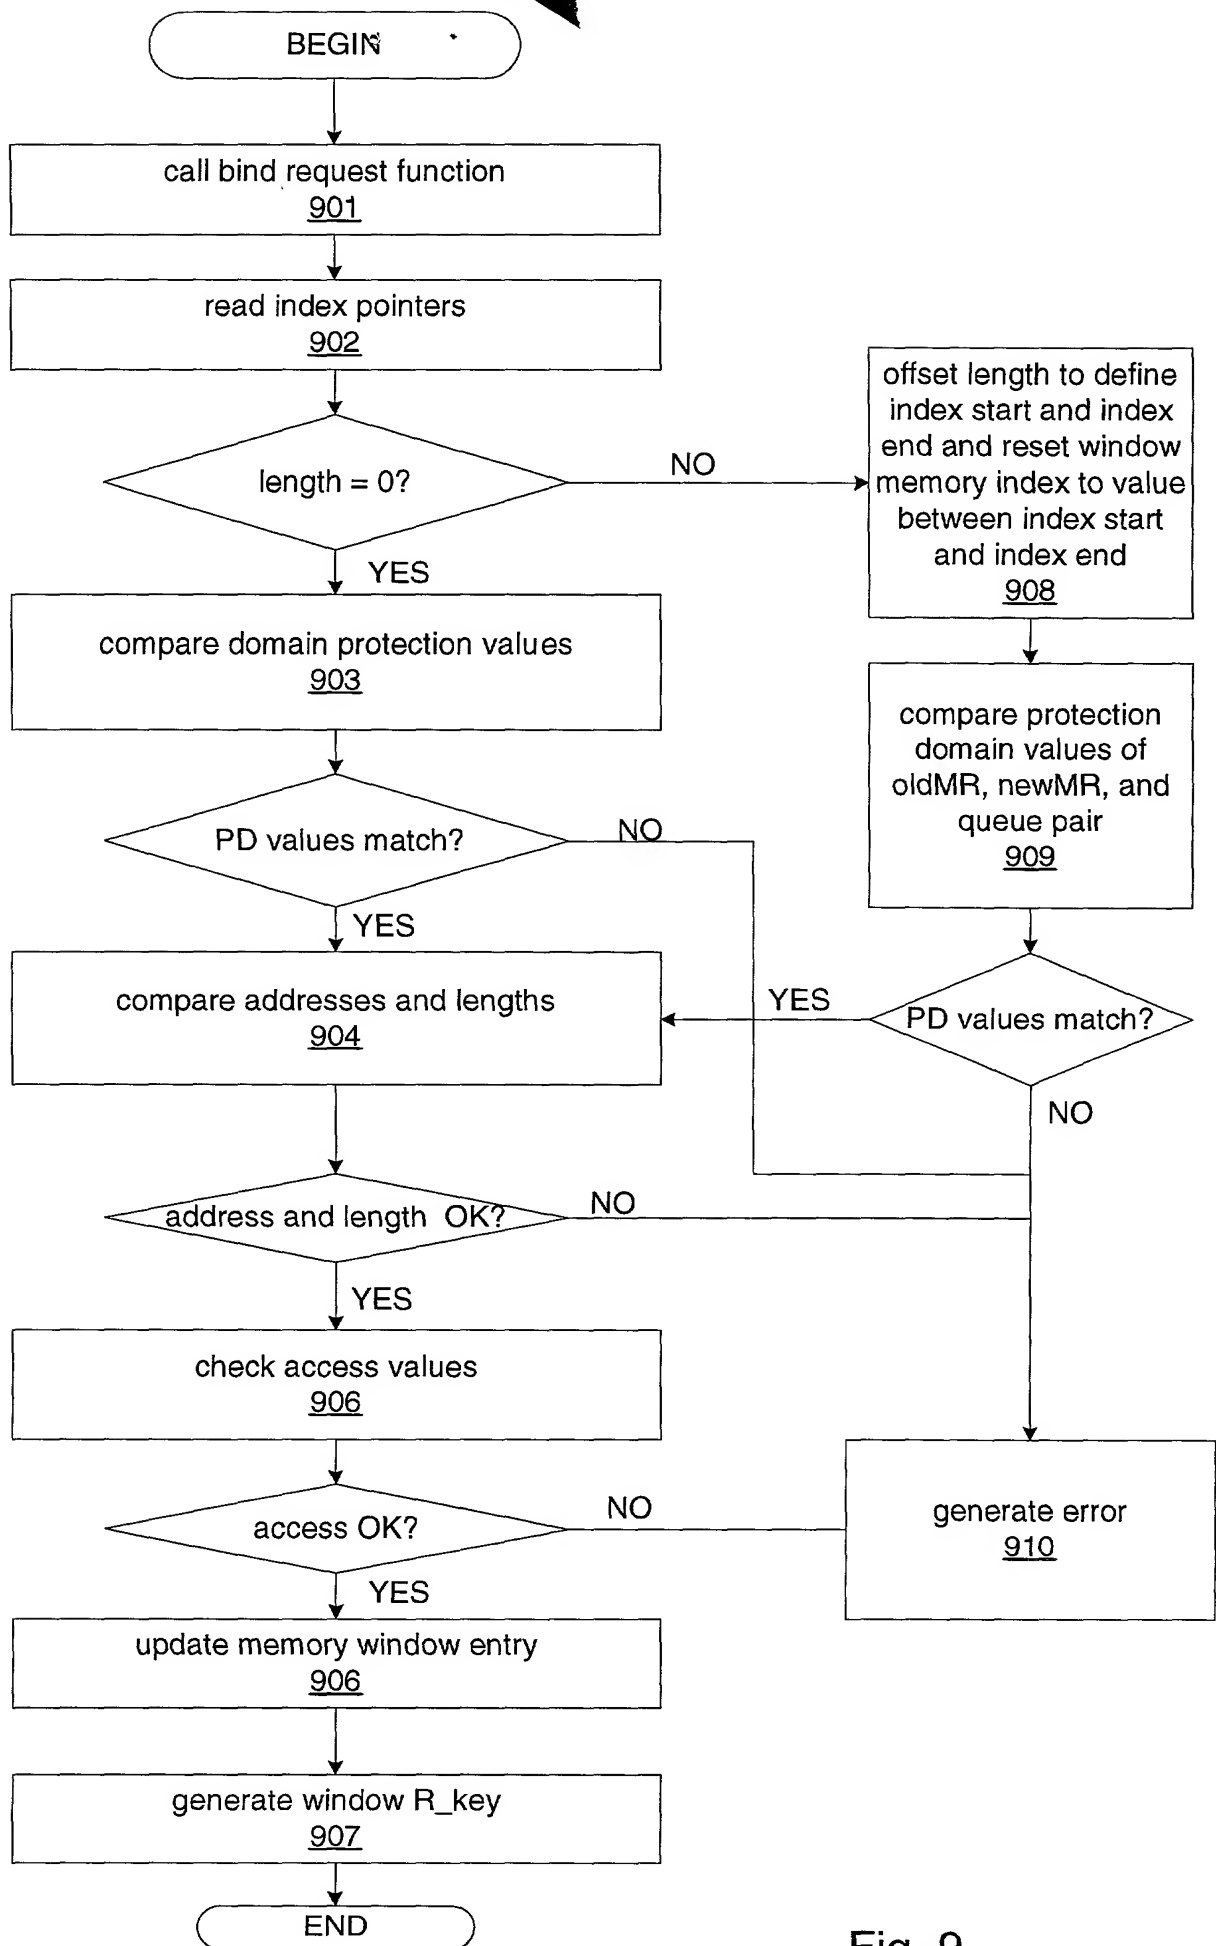 BEGIN
call bind request function
901
read index pointers
902
length = 0?
NO
YES
offset length to define
index start and index
end and reset window
memory index to value
between index start
and index end
908
compare domain protection values
903
compare protection
domain values of
oldMR, newMR, and
queue pair
909
PD values match?
NO
YES
compare addresses and lengths
904
YES
PD values match?
NO
address and length OK?
NO
YES
check access values
906
access OK?
NO
YES
generate error
910
update memory window entry
906
generate window R_key
907
END
Fig. 9